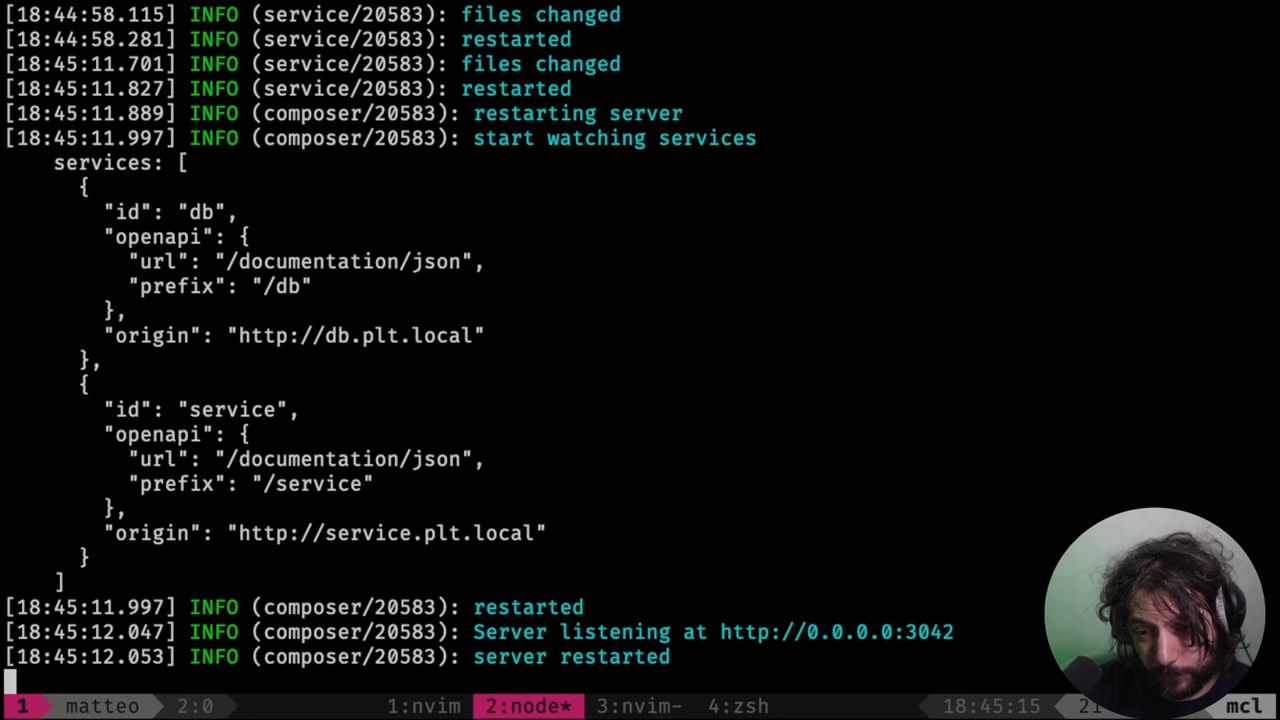 [18:44:58.115] INFO (service/20583): files changed
[18:44:58.281] INFO (service/20583): restarted
[18:45:11.701] INFO (service/20583): files changed
[18:45:11.827] INFO (service/20583): restarted
[18:45:11.889] INFO (composer/20583): restarting server
[18:45:11.997] INFO (composer/20583): start watching services
    services: [
      {
        "id": "db",
        "openapi": {
          "url": "/documentation/json",
          "prefix": "/db"
        },
        "origin": "http://db.plt.local"
      },
      {
        "id": "service",
        "openapi": {
          "url": "/documentation/json",
          "prefix": "/service"
        },
        "origin": "http://service.plt.local"
      }
    ]
[18:45:11.997] INFO (composer/20583): restarted
[18:45:12.047] INFO (composer/20583): Server listening at http://0.0.0.0:3042
[18:45:12.053] INFO (composer/20583): server restarted
1 matteo 2:0 1:nvim 2:node* 3:nvim- 4:zsh 18:45:15 mcl